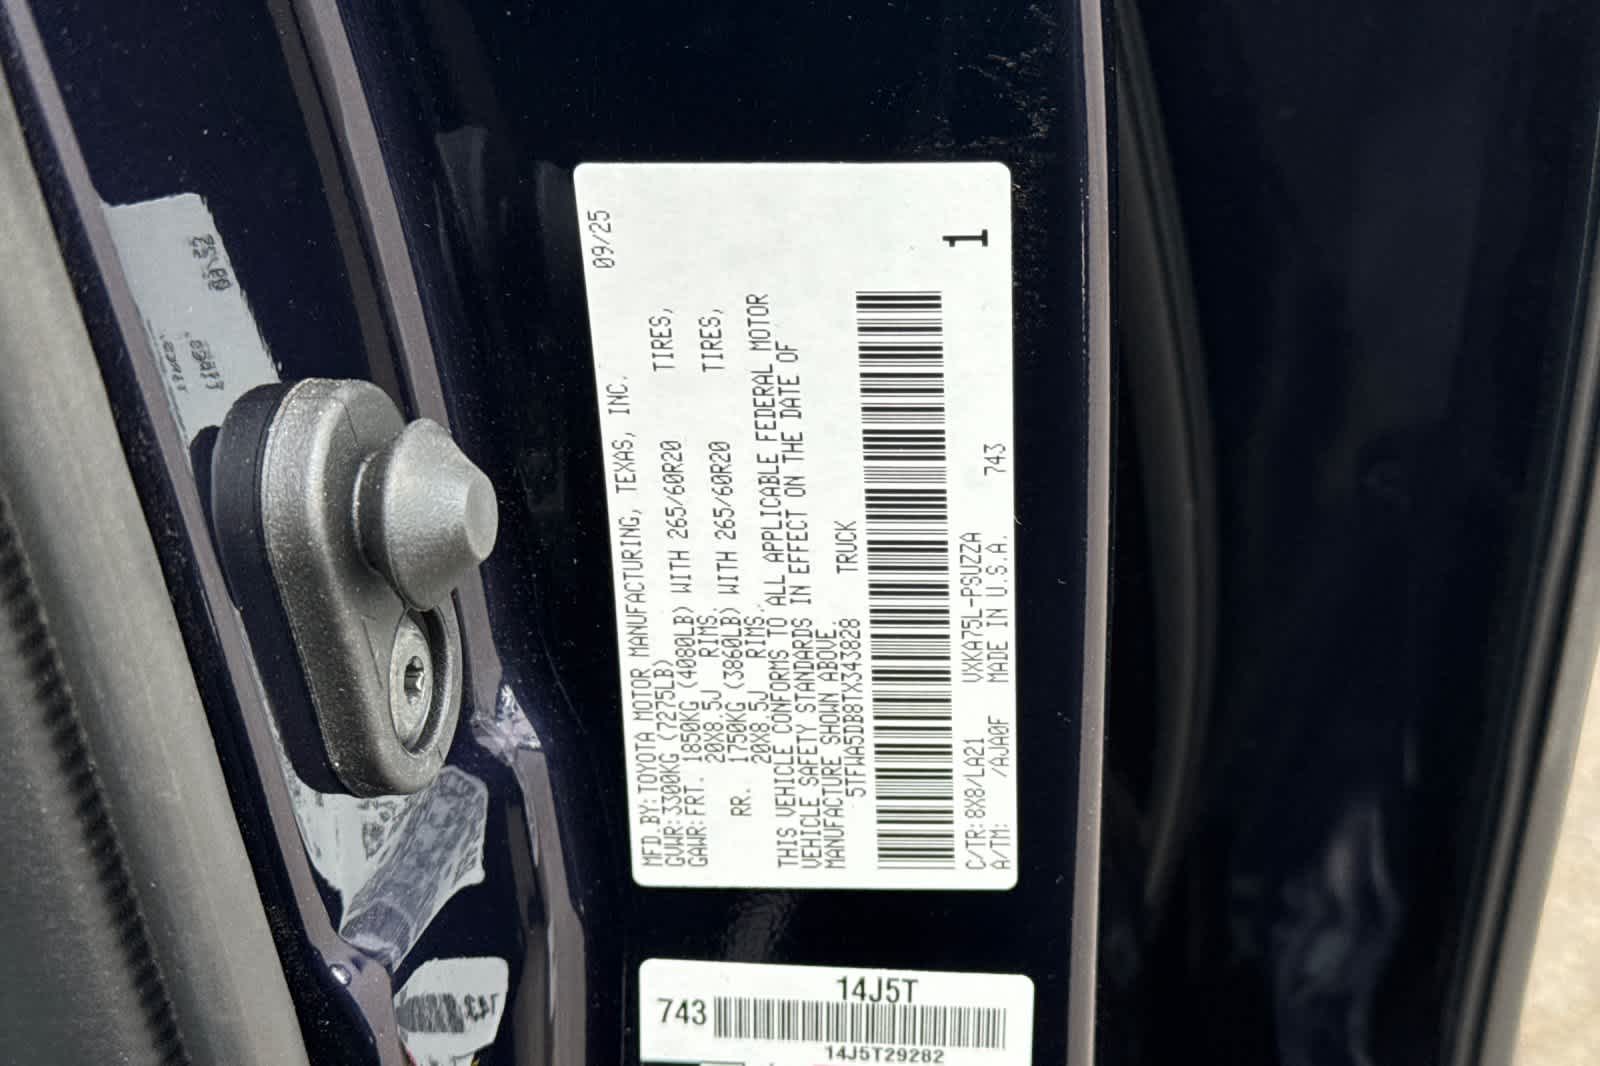 09/25
MFD.BY:TOYOTA MOTOR MANUFACTURING, TEXAS, INC.
GVWR:3300KG (7275LB)
GAWR:FRT. 1850KG (4080LB) WITH 265/60R20 TIRES,
20X8.5J RIMS.
RR. 1750KG (3860LB) WITH 265/60R20 TIRES,
20X8.5J RIMS.
THIS VEHICLE CONFORMS TO ALL APPLICABLE FEDERAL MOTOR
VEHICLE SAFETY STANDARDS IN EFFECT ON THE DATE OF
MANUFACTURE SHOWN ABOVE.
5TFWA5DB8TX343828 TRUCK
1
C/TR:8X8/LA21 VXKA75L-PSUZZA
A/TM: /AJA0F MADE IN U.S.A. 743
14J5T
743
14J5T29282
743